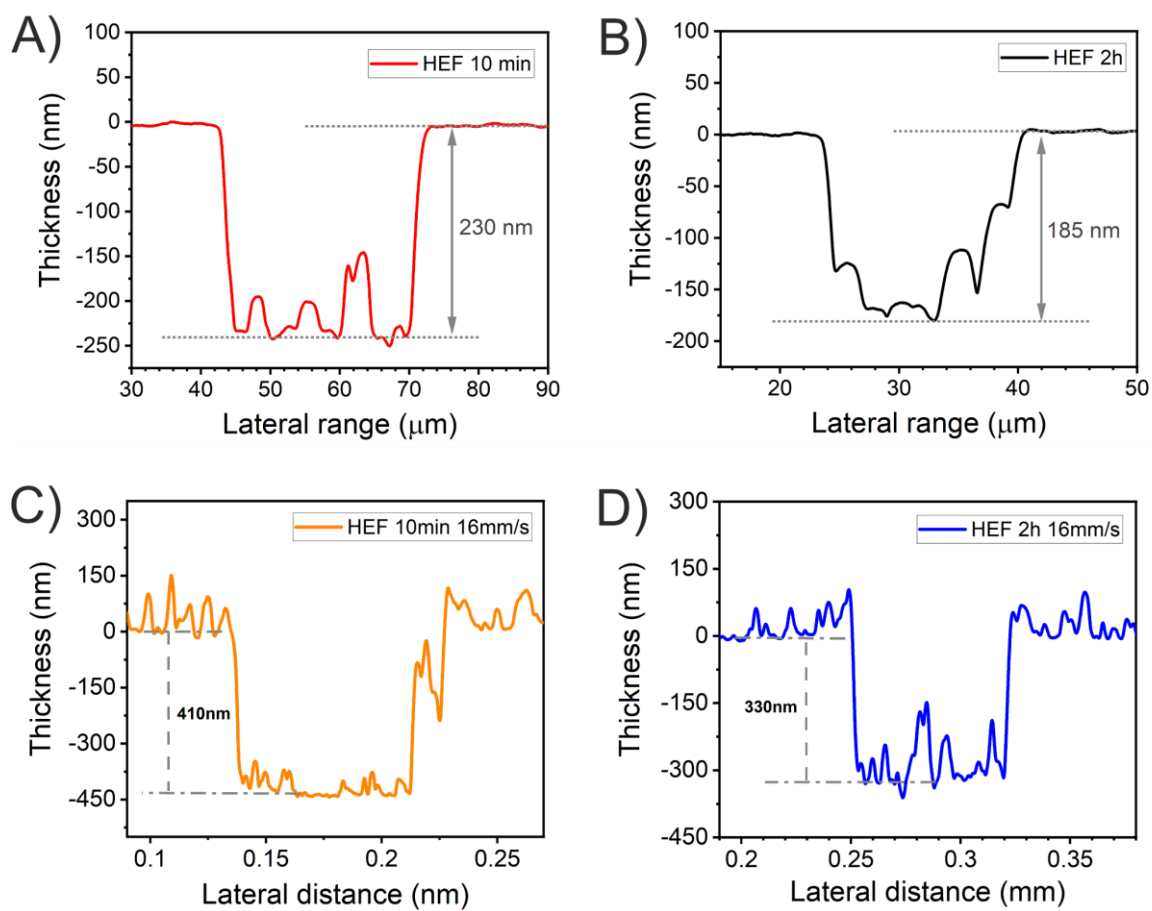 A)
HEF 10 min
100
50
0
-50
-100
-150
-200
-250
Thickness (nm)
230 nm
30 40 50 60 70 80 90
Lateral range (μm)
B)
HEF 2h
100
50
0
-50
-100
-150
-200
Thickness (nm)
185 nm
20 30 40 50
Lateral range (μm)
C)
HEF 10min 16mm/s
300
150
0
-150
-300
-450
Thickness (nm)
410nm
0.1 0.15 0.2 0.25
Lateral distance (nm)
D)
HEF 2h 16mm/s
300
150
0
-150
-300
-450
Thickness (nm)
330nm
0.2 0.25 0.3 0.35
Lateral distance (mm)